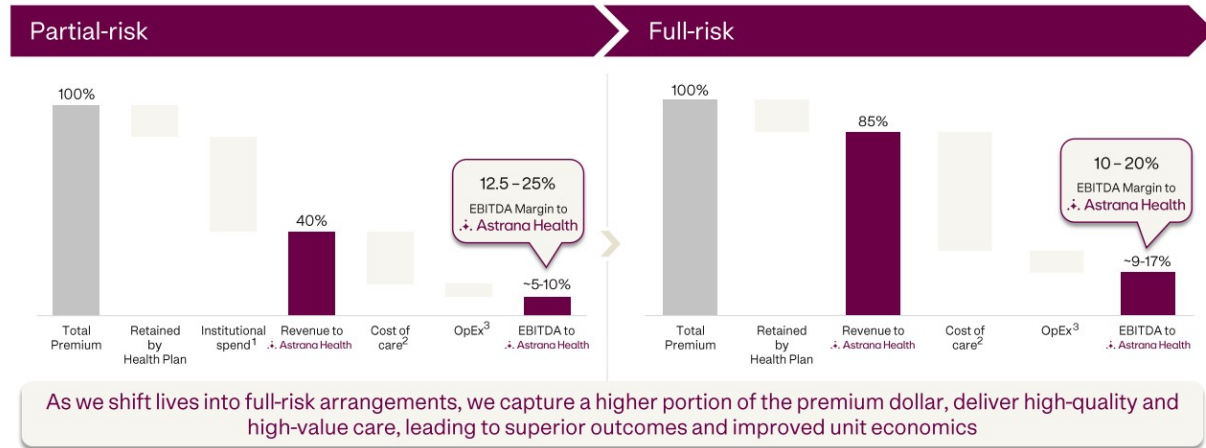 Partial-risk
Full-risk
100%
40%
12.5 – 25%
EBITDA Margin to
Astrana Health
~5-10%
Total
Premium
Retained
by
Health Plan
Institutional
spend1
Revenue to
Astrana Health
Cost of
care2
OpEx3
EBITDA to
Astrana Health
100%
85%
10 – 20%
EBITDA Margin to
Astrana Health
~9-17%
Total
Premium
Retained
by
Health Plan
Revenue to
Astrana Health
Cost of
care2
OpEx3
EBITDA to
Astrana Health
As we shift lives into full-risk arrangements, we capture a higher portion of the premium dollar, deliver high-quality and
high-value care, leading to superior outcomes and improved unit economics